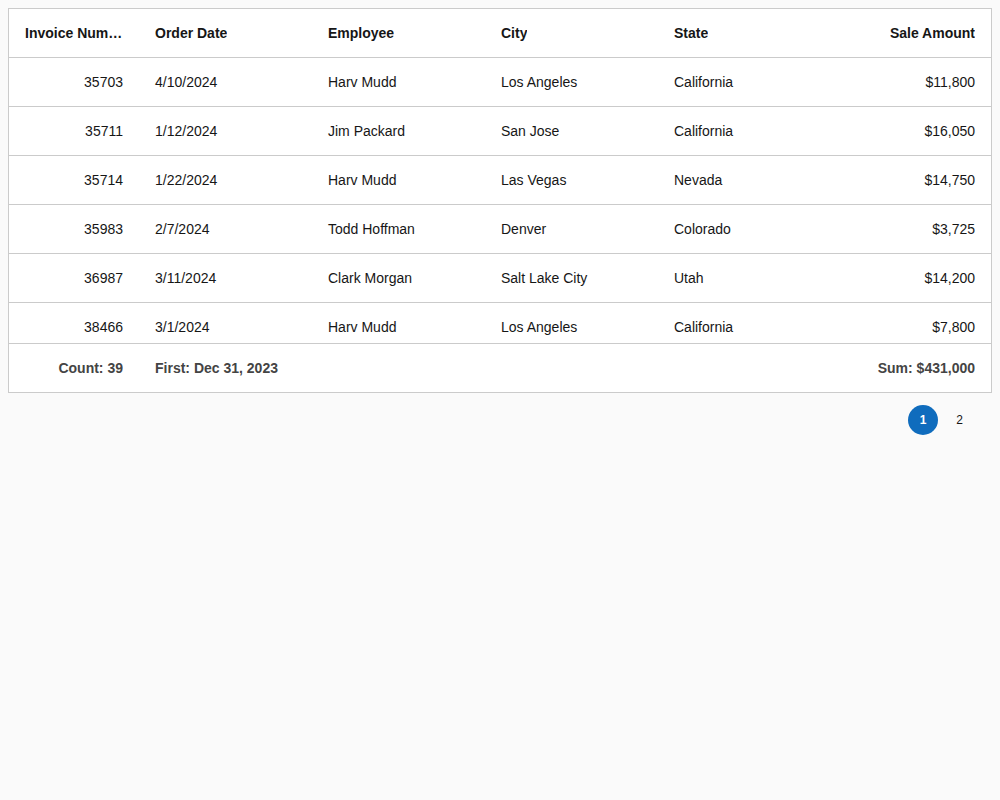 Invoice Num… Order Date Employee City State Sale Amount
35703 4/10/2024 Harv Mudd Los Angeles California $11,800
35711 1/12/2024 Jim Packard San Jose California $16,050
35714 1/22/2024 Harv Mudd Las Vegas Nevada $14,750
35983 2/7/2024 Todd Hoffman Denver Colorado $3,725
36987 3/11/2024 Clark Morgan Salt Lake City Utah $14,200
38466 3/1/2024 Harv Mudd Los Angeles California $7,800
Count: 39 First: Dec 31, 2023 Sum: $431,000
1 2